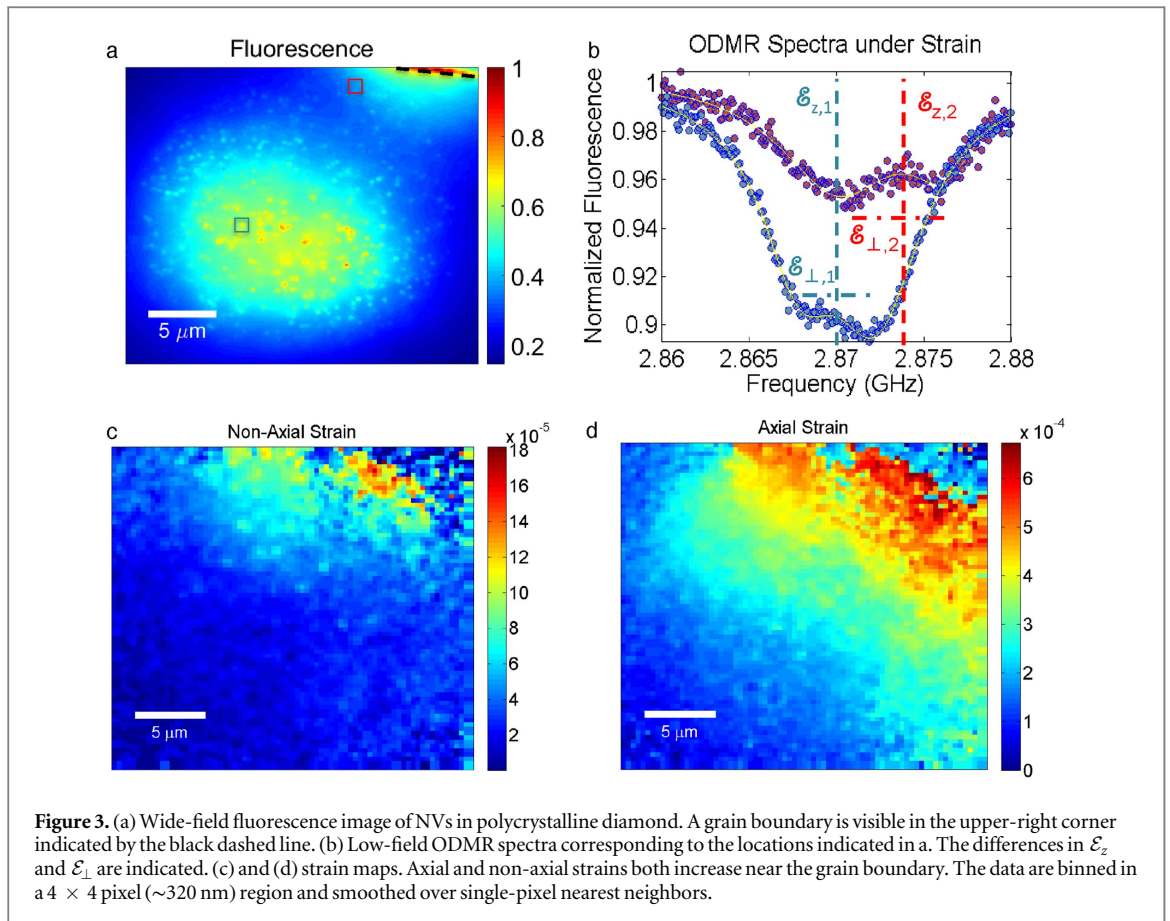 a
Fluorescence
1
0.8
0.6
0.4
0.2
5 μm
b
ODMR Spectra under Strain
Normalized Fluorescence
1
0.98
0.96
0.94
0.92
0.9
ℰz,1
ℰz,2
ℰ⊥,2
ℰ⊥,1
2.86 2.865 2.87 2.875 2.88
Frequency (GHz)
c
Non-Axial Strain
x 10-5
18
16
14
12
10
8
6
4
2
5 μm
d
Axial Strain
x 10-4
6
5
4
3
2
1
0
5 μm
Figure 3. (a) Wide-field fluorescence image of NVs in polycrystalline diamond. A grain boundary is visible in the upper-right corner
indicated by the black dashed line. (b) Low-field ODMR spectra corresponding to the locations indicated in a. The differences in ℰz
and ℰ⊥ are indicated. (c) and (d) strain maps. Axial and non-axial strains both increase near the grain boundary. The data are binned in
a 4 × 4 pixel (~320 nm) region and smoothed over single-pixel nearest neighbors.